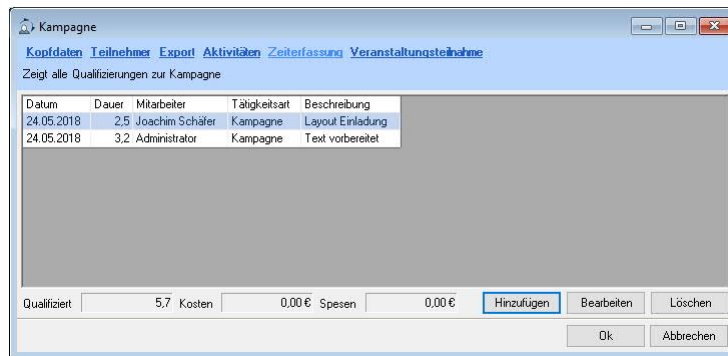 Kampagne
Kopfdaten Teilnehmer Export Aktivitäten Zeiterfassung Veranstaltungsteilnahme
Zeigt alle Qualifizierungen zur Kampagne
Datum Dauer Mitarbeiter Tätigkeitsart Beschreibung
24.05.2018 2,5 Joachim Schäfer Kampagne Layout Einladung
24.05.2018 3,2 Administrator Kampagne Text vorbereitet
Qualifiziert 5,7 Kosten 0,00 € Spesen 0,00 € Hinzufügen Bearbeiten Löschen
Ok Abbrechen